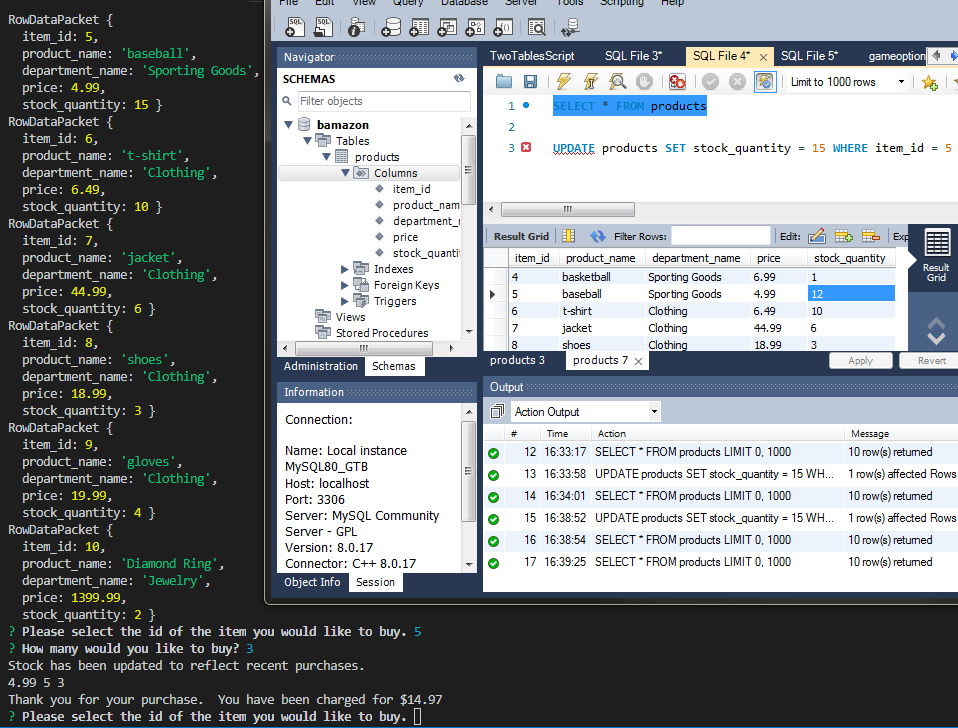 RowDataPacket {
item_id: 5,
product_name: 'baseball',
department_name: 'Sporting Goods',
price: 4.99,
stock_quantity: 15 }
RowDataPacket {
item_id: 6,
product_name: 't-shirt',
department_name: 'Clothing',
price: 6.49,
stock_quantity: 10 }
RowDataPacket {
item_id: 7,
product_name: 'jacket',
department_name: 'Clothing',
price: 44.99,
stock_quantity: 6 }
RowDataPacket {
item_id: 8,
product_name: 'shoes',
department_name: 'Clothing',
price: 18.99,
stock_quantity: 3 }
RowDataPacket {
item_id: 9,
product_name: 'gloves',
department_name: 'Clothing',
price: 19.99,
stock_quantity: 4 }
RowDataPacket {
item_id: 10,
product_name: 'Diamond Ring',
department_name: 'Jewelry',
price: 1399.99,
stock_quantity: 2 }
? Please select the id of the item you would like to buy. 5
? How many would you like to buy? 3
Stock has been updated to reflect recent purchases.
4.99 5 3
Thank you for your purchase.  You have been charged for $14.97
? Please select the id of the item you would like to buy.
File Edit View Query Database Server Tools Scripting Help
Navigator
SCHEMAS
Filter objects
bamazon
Tables
products
Columns
item_id
product_nam
department_
price
stock_quanti
Indexes
Foreign Keys
Triggers
Views
Stored Procedures
Administration Schemas
Information
Connection:
Name: Local instance
MySQL80_GTB
Host: localhost
Port: 3306
Server: MySQL Community
Server - GPL
Version: 8.0.17
Connector: C++ 8.0.17
Object Info Session
TwoTablesScript SQL File 3* SQL File 4* SQL File 5* gameoption
Limit to 1000 rows
1 SELECT * FROM products
2
3 UPDATE products SET stock_quantity = 15 WHERE item_id = 5
Result Grid Filter Rows: Edit: Exp
item_id product_name department_name price stock_quantity
4 basketball Sporting Goods 6.99 1
5 baseball Sporting Goods 4.99 12
6 t-shirt Clothing 6.49 10
7 jacket Clothing 44.99 6
8 shoes Clothing 18.99 3
Result
Grid
products 3 products 7 Apply Revert
Output
Action Output
# Time Action Message
12 16:33:17 SELECT * FROM products LIMIT 0, 1000 10 row(s) returned
13 16:33:58 UPDATE products SET stock_quantity = 15 WH... 1 row(s) affected Rows
14 16:34:01 SELECT * FROM products LIMIT 0, 1000 10 row(s) returned
15 16:38:52 UPDATE products SET stock_quantity = 15 WH... 1 row(s) affected Rows
16 16:38:54 SELECT * FROM products LIMIT 0, 1000 10 row(s) returned
17 16:39:25 SELECT * FROM products LIMIT 0, 1000 10 row(s) returned